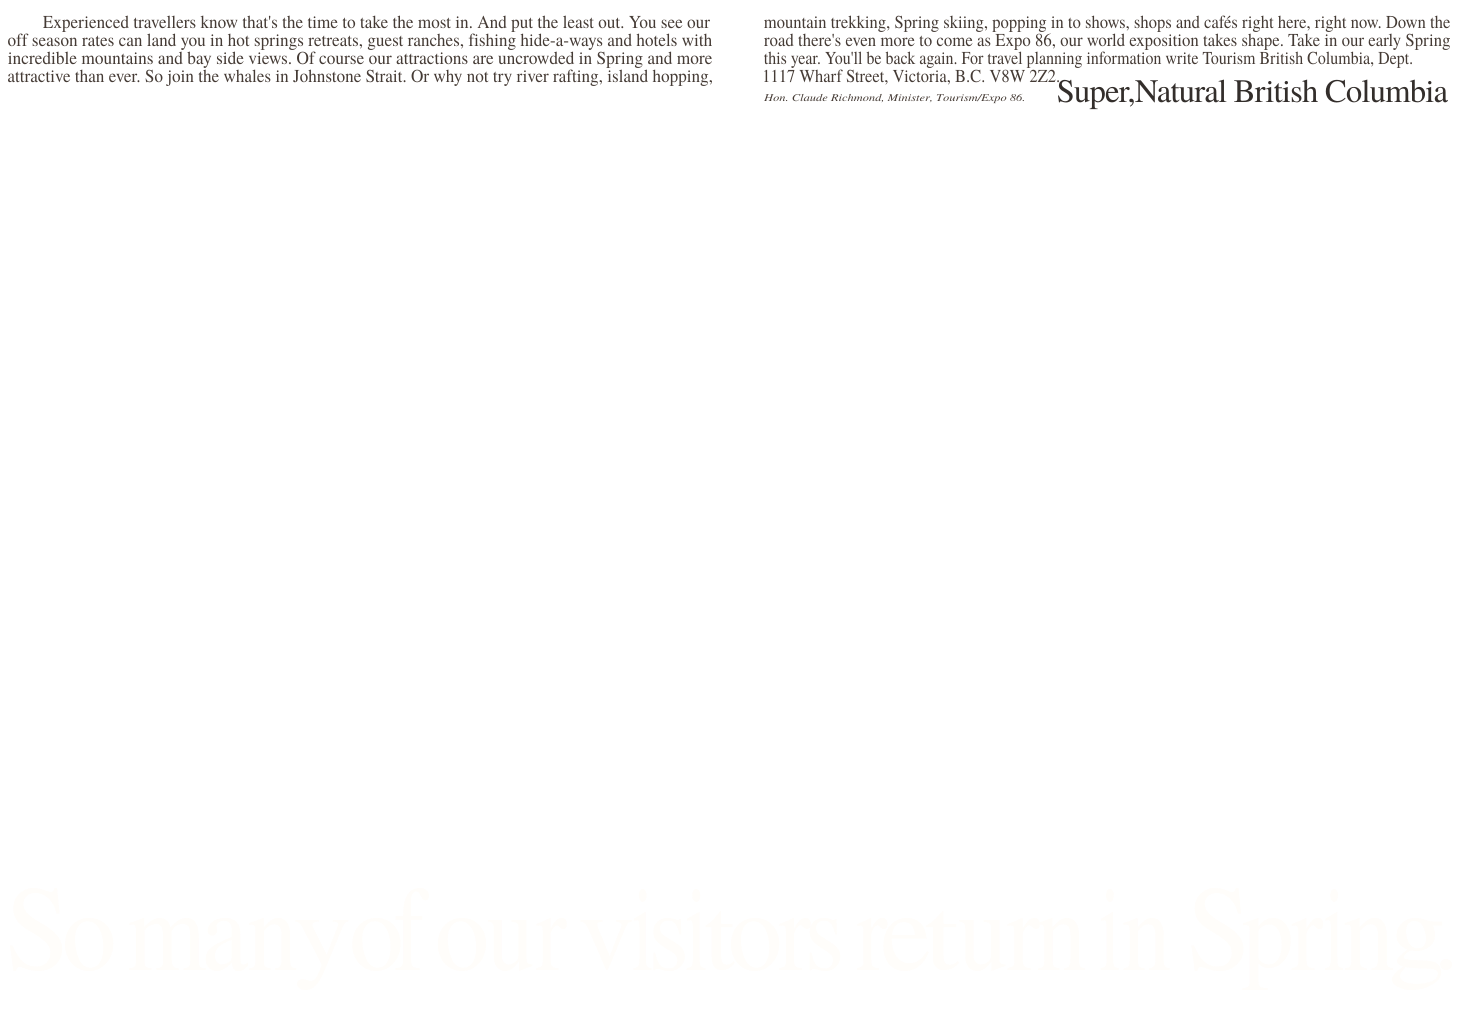 Experienced travellers know that's the time to take the most in. And put the least out. You see our
off season rates can land you in hot springs retreats, guest ranches, fishing hide-a-ways and hotels with
incredible mountains and bay side views. Of course our attractions are uncrowded in Spring and more
attractive than ever. So join the whales in Johnstone Strait. Or why not try river rafting, island hopping,
mountain trekking, Spring skiing, popping in to shows, shops and cafés right here, right now. Down the
road there's even more to come as Expo 86, our world exposition takes shape. Take in our early Spring
this year. You'll be back again. For travel planning information write Tourism British Columbia, Dept.
1117 Wharf Street, Victoria, B.C. V8W 2Z2.
Hon. Claude Richmond, Minister, Tourism/Expo 86.
Super,Natural British Columbia
So many of our visitors return in Spring.